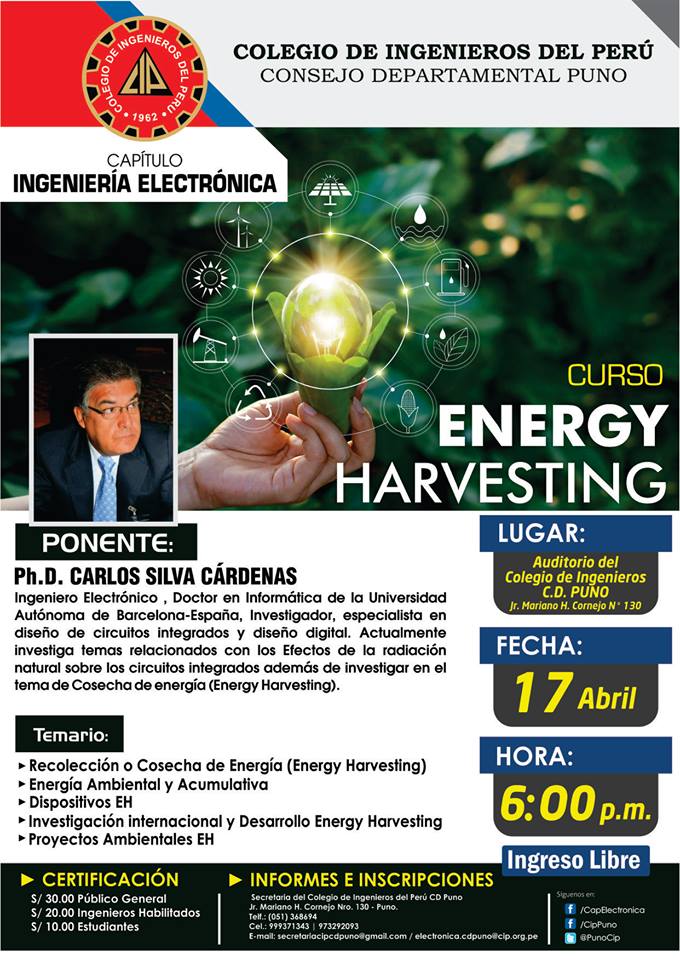 COLEGIO DE INGENIEROS DEL PERU
CIP
• 1962 •
COLEGIO DE INGENIEROS DEL PERÚ
CONSEJO DEPARTAMENTAL PUNO
CAPÍTULO
INGENIERÍA ELECTRÓNICA
CURSO
ENERGY
HARVESTING
PONENTE:
Ph.D. CARLOS SILVA CÁRDENAS
Ingeniero Electrónico , Doctor en Informática de la Universidad
Autónoma de Barcelona-España, Investigador, especialista en
diseño de circuitos integrados y diseño digital. Actualmente
investiga temas relacionados con los Efectos de la radiación
natural sobre los circuitos integrados además de investigar en el
tema de Cosecha de energía (Energy Harvesting).
Temario:
▸ Recolección o Cosecha de Energía (Energy Harvesting)
▸ Energía Ambiental y Acumulativa
▸ Dispositivos EH
▸ Investigación internacional y Desarrollo Energy Harvesting
▸ Proyectos Ambientales EH
LUGAR:
Auditorio del
Colegio de Ingenieros
C.D. PUNO
Jr. Mariano H. Cornejo N° 130
FECHA:
17 Abril
HORA:
6:00 p.m.
Ingreso Libre
► CERTIFICACIÓN
S/ 30.00 Público General
S/ 20.00 Ingenieros Habilitados
S/ 10.00 Estudiantes
► INFORMES E INSCRIPCIONES
Secretaria del Colegio de Ingenieros del Perú CD Puno
Jr. Mariano H. Cornejo Nro. 130 - Puno.
Telf.: (051) 368694
Cel.: 999371343 | 973292093
E-mail: secretariacipcdpuno@gmail.com / electronica.cdpuno@cip.org.pe
Siguenos en:
/CapElectronica
/CipPuno
@PunoCip